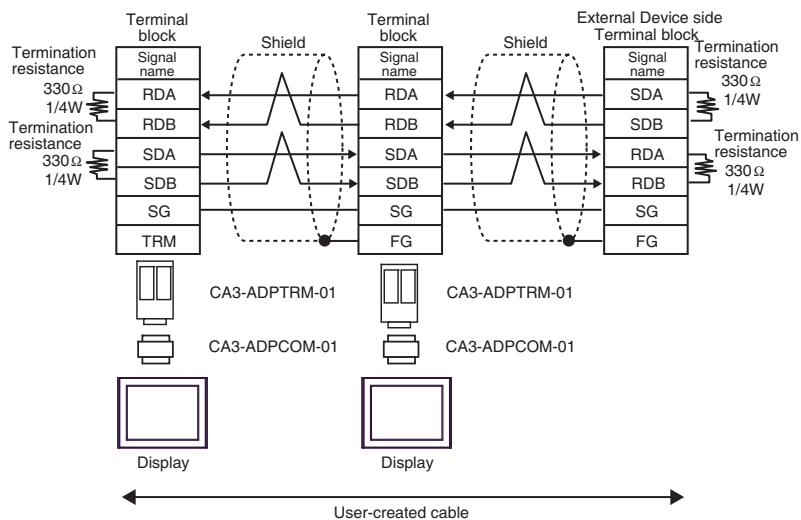 Terminal
block
Terminal
block
External Device side
Terminal block
Termination
resistance
330Ω
1/4W
Termination
resistance
330Ω
1/4W
Signal
name
RDA
RDB
SDA
SDB
SG
TRM
Shield
Signal
name
RDA
RDB
SDA
SDB
SG
FG
Shield
Signal
name
SDA
SDB
RDA
RDB
SG
FG
Termination
resistance
330Ω
1/4W
Termination
resistance
330Ω
1/4W
CA3-ADPTRM-01
CA3-ADPTRM-01
CA3-ADPCOM-01
CA3-ADPCOM-01
Display
Display
User-created cable